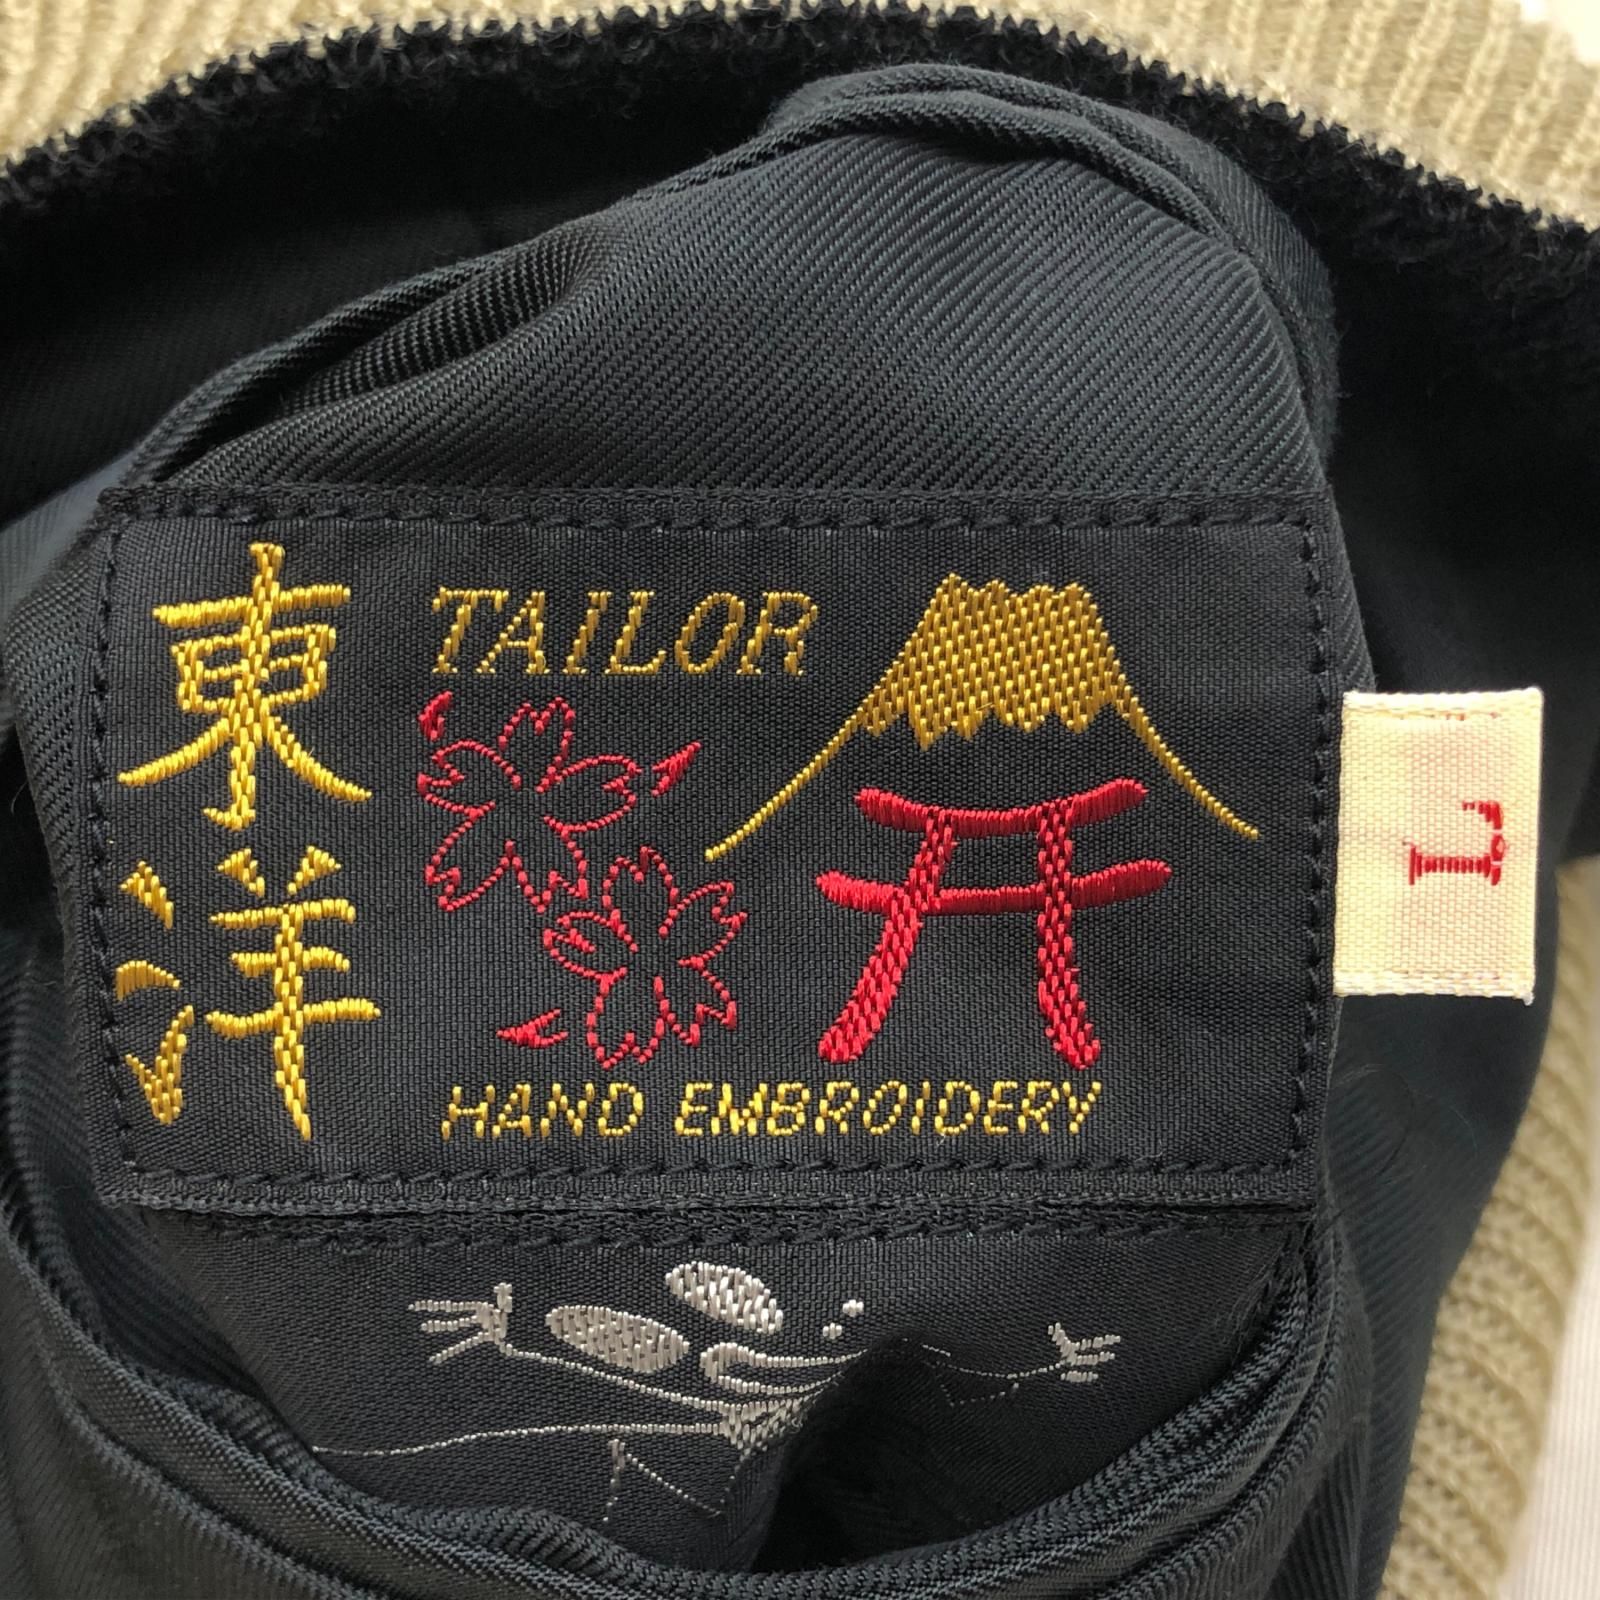 東洋
TAILOR
HAND EMBROIDERY
L